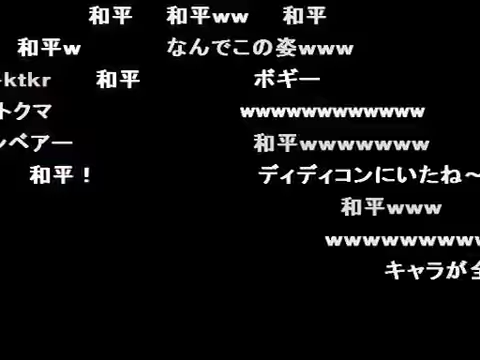 和平 和平ww 和平
和平w なんでこの姿www
ktkr 和平 ボギー
トクマ wwwwwwwwwwwww
ベアー 和平wwwwwww
和平！ ディディコンにいたね～
和平www
wwwwwwwww
キャラが全